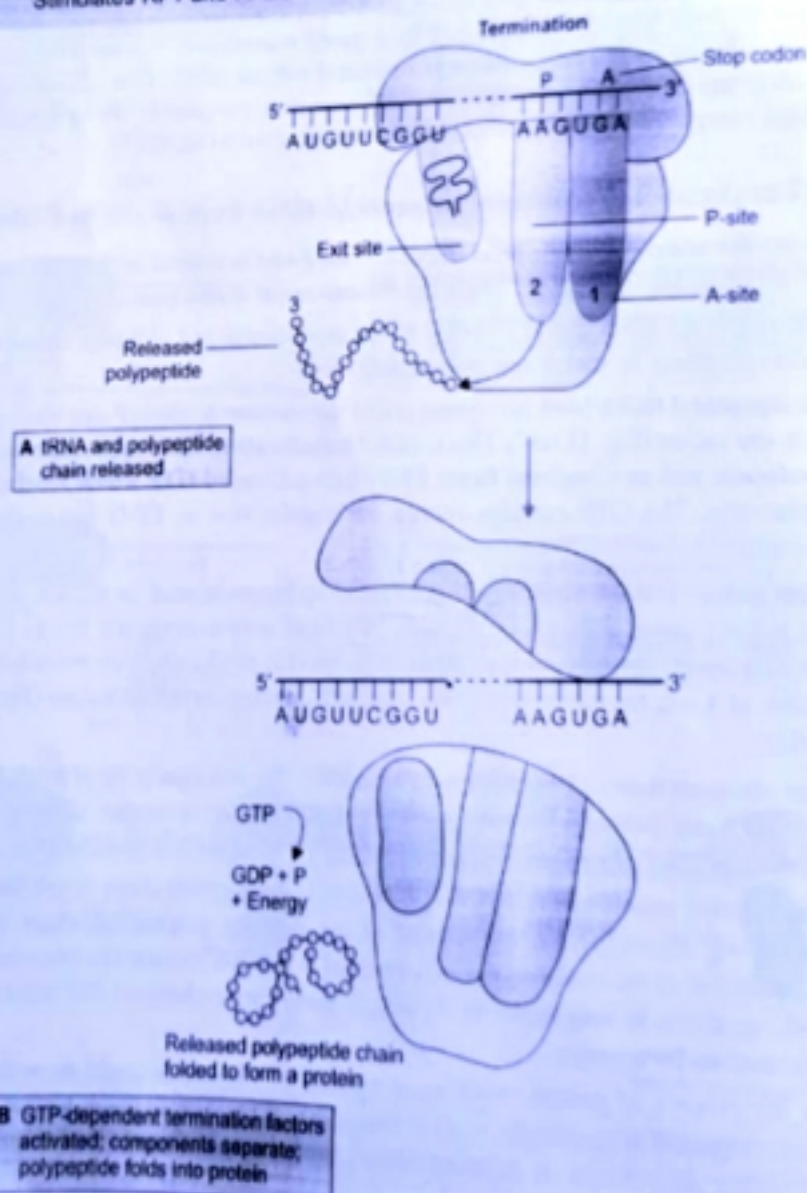 Termination
Stop codon
P
A
5'
3'
AUGUUCGGU
AAGUGA
P-site
Exit site
2
1
A-site
3
Released
polypeptide
A tRNA and polypeptide
chain released
5'
3'
AUGUUCGGU
AAGUGA
GTP
GDP + P
+ Energy
Released polypeptide chain
folded to form a protein
B GTP-dependent termination factors
activated; components separate;
polypeptide folds into protein